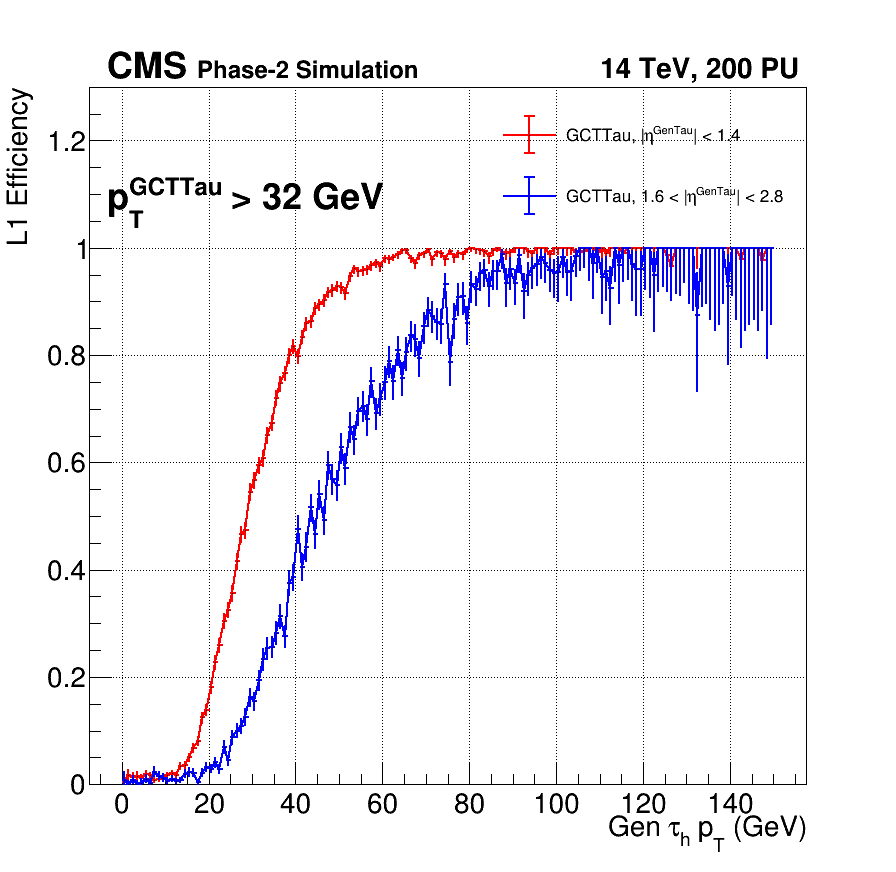 CMS Phase-2 Simulation
14 TeV, 200 PU
L1 Efficiency
p_T^GCTTau > 32 GeV
GCTTau, |η^GenTau| < 1.4
GCTTau, 1.6 < |η^GenTau| < 2.8
1.2
1
0.8
0.6
0.4
0.2
0
0 20 40 60 80 100 120 140
Gen τ_h p_T (GeV)